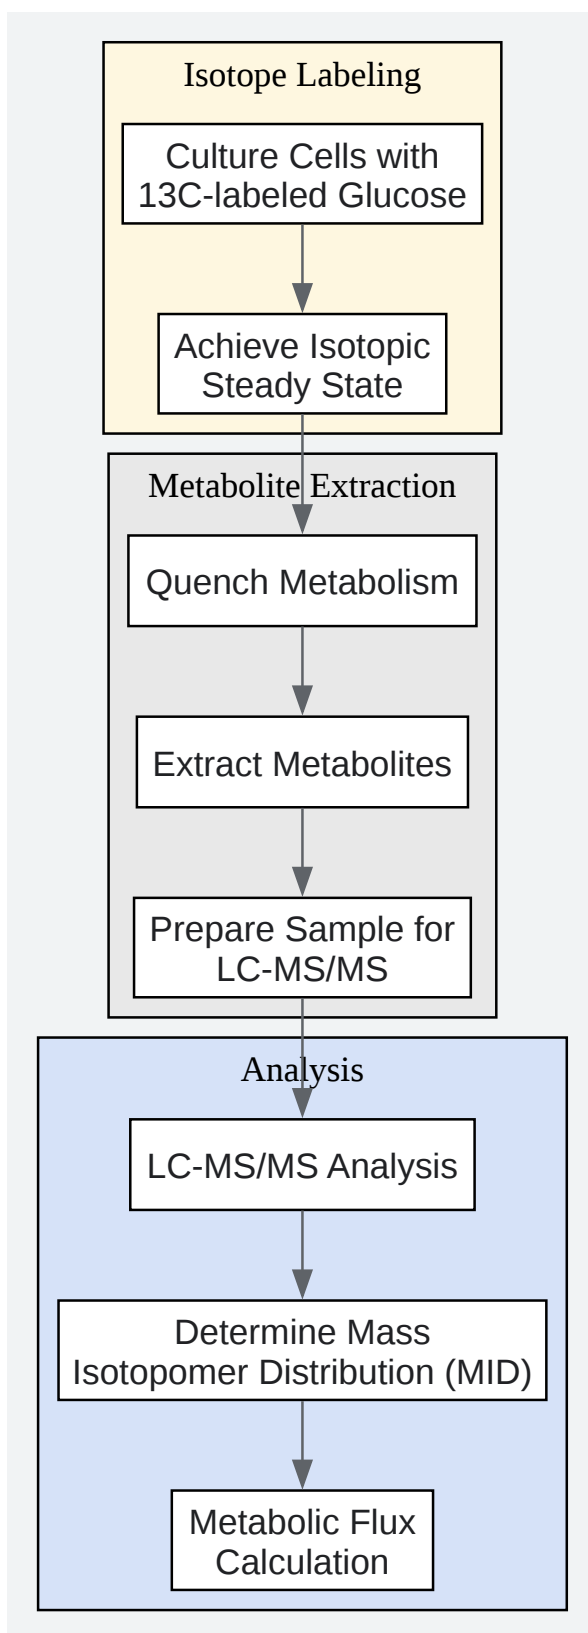 Isotope Labeling
Culture Cells with
13C-labeled Glucose
Achieve Isotopic
Steady State
Metabolite Extraction
Quench Metabolism
Extract Metabolites
Prepare Sample for
LC-MS/MS
Analysis
LC-MS/MS Analysis
Determine Mass
Isotopomer Distribution (MID)
Metabolic Flux
Calculation